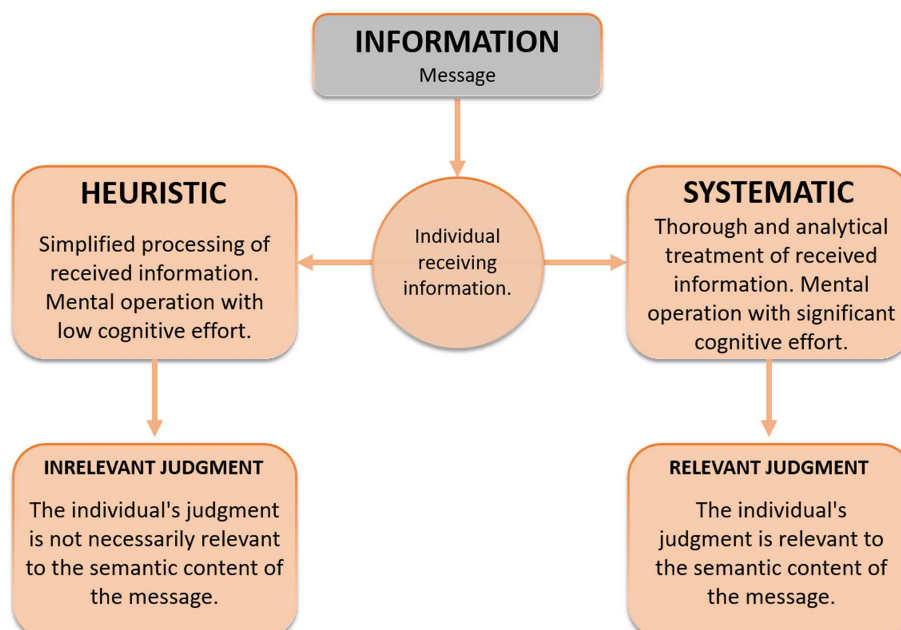 INFORMATION
Message
HEURISTIC
Simplified processing of
received information.
Mental operation with
low cognitive effort.
Individual
receiving
information.
SYSTEMATIC
Thorough and analytical
treatment of received
information. Mental
operation with significant
cognitive effort.
INRELEVANT JUDGMENT
The individual's judgment
is not necessarily relevant
to the semantic content of
the message.
RELEVANT JUDGMENT
The individual's
judgment is relevant to
the semantic content of
the message.